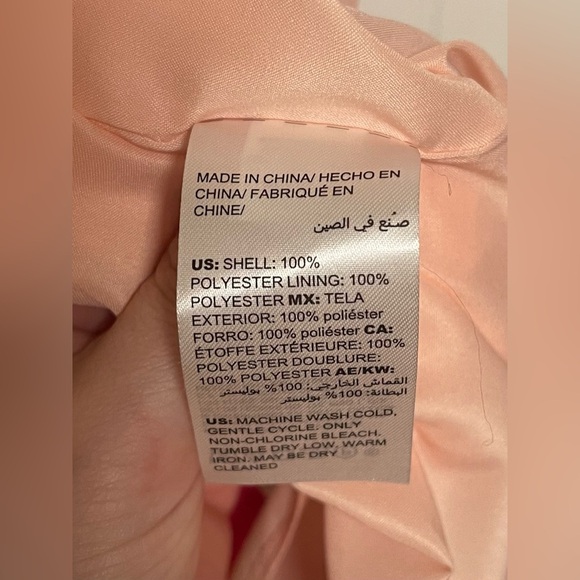 MADE IN CHINA/ HECHO EN
CHINA/ FABRIQUÉ EN
CHINE/
صُنع في الصين
US: SHELL: 100%
POLYESTER LINING: 100%
POLYESTER MX: TELA
EXTERIOR: 100% poliéster
FORRO: 100% poliéster CA:
ÉTOFFE EXTÉRIEURE: 100%
POLYESTER DOUBLURE:
100% POLYESTER AE/KW:
القماش الخارجي: 100% بوليستر
البطانة: 100% بوليستر
US: MACHINE WASH COLD,
GENTLE CYCLE. ONLY
NON-CHLORINE BLEACH.
TUMBLE DRY LOW. WARM
IRON. MAY BE DRY
CLEANED